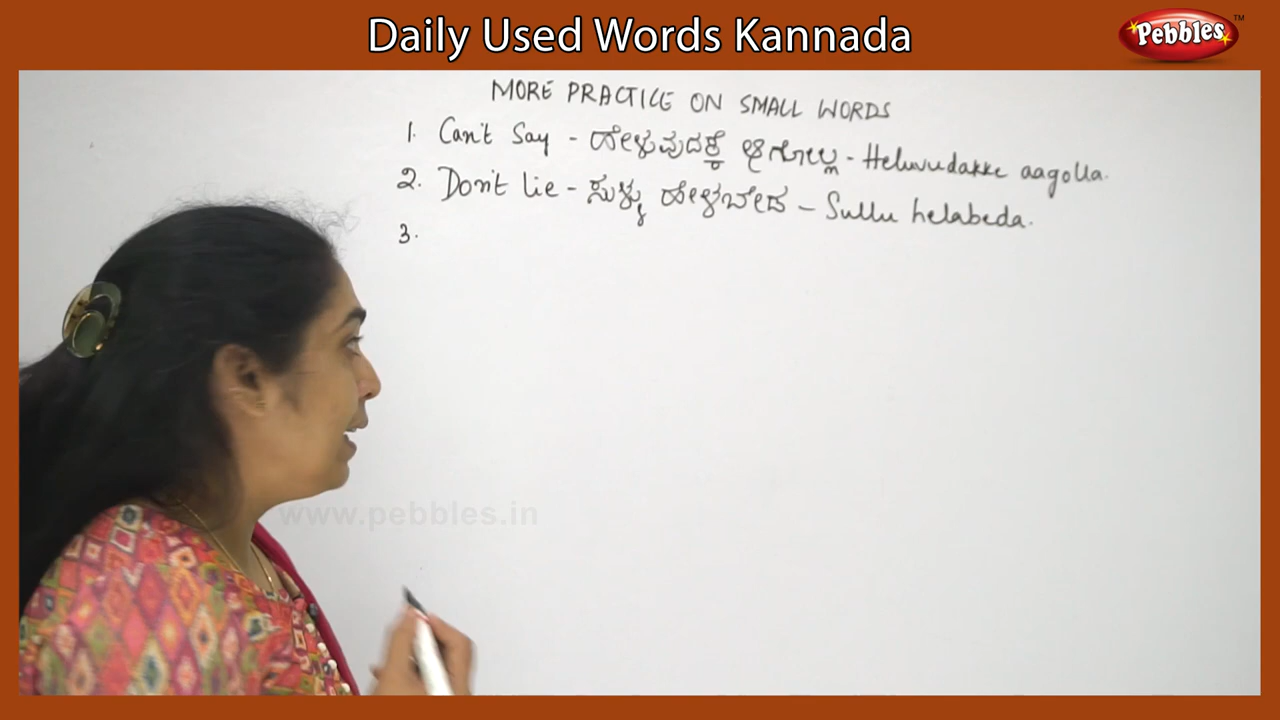 Daily Used Words Kannada
Pebbles™
MORE PRACTICE ON SMALL WORDS
1. Can't Say - ಹೇಳುವುದಕ್ಕೆ ಆಗೋಲ್ಲ - Heluvudakke aagolla.
2. Don't lie - ಸುಳ್ಳು ಹೇಳಬೇಡ - Sullu helabeda.
3.
www.pebbles.in